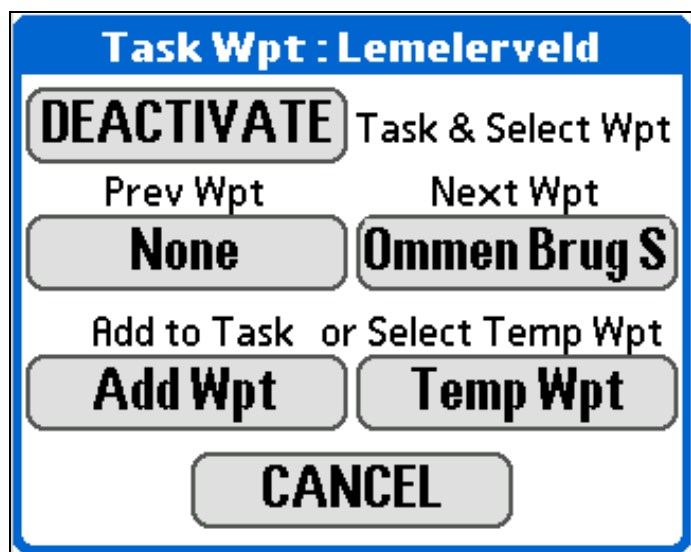 Task Wpt : Lemelerveld
DEACTIVATE Task & Select Wpt
Prev Wpt Next Wpt
None Ommen Brug S
Add to Task or Select Temp Wpt
Add Wpt Temp Wpt
CANCEL